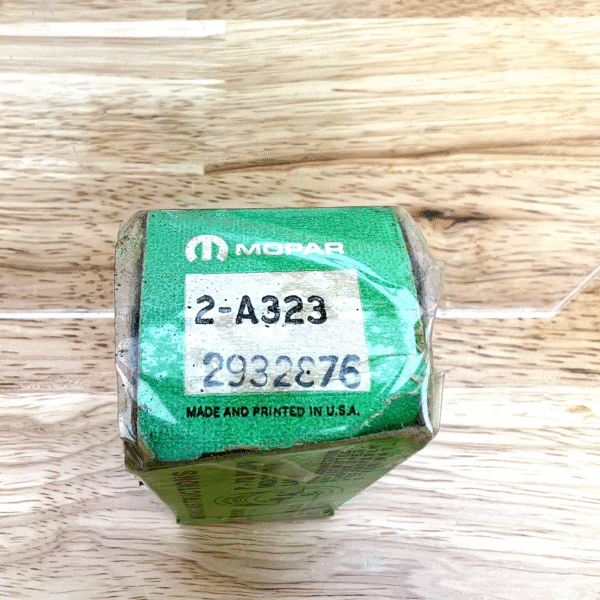 MOPAR
2-A323
2932876
MADE AND PRINTED IN U.S.A.